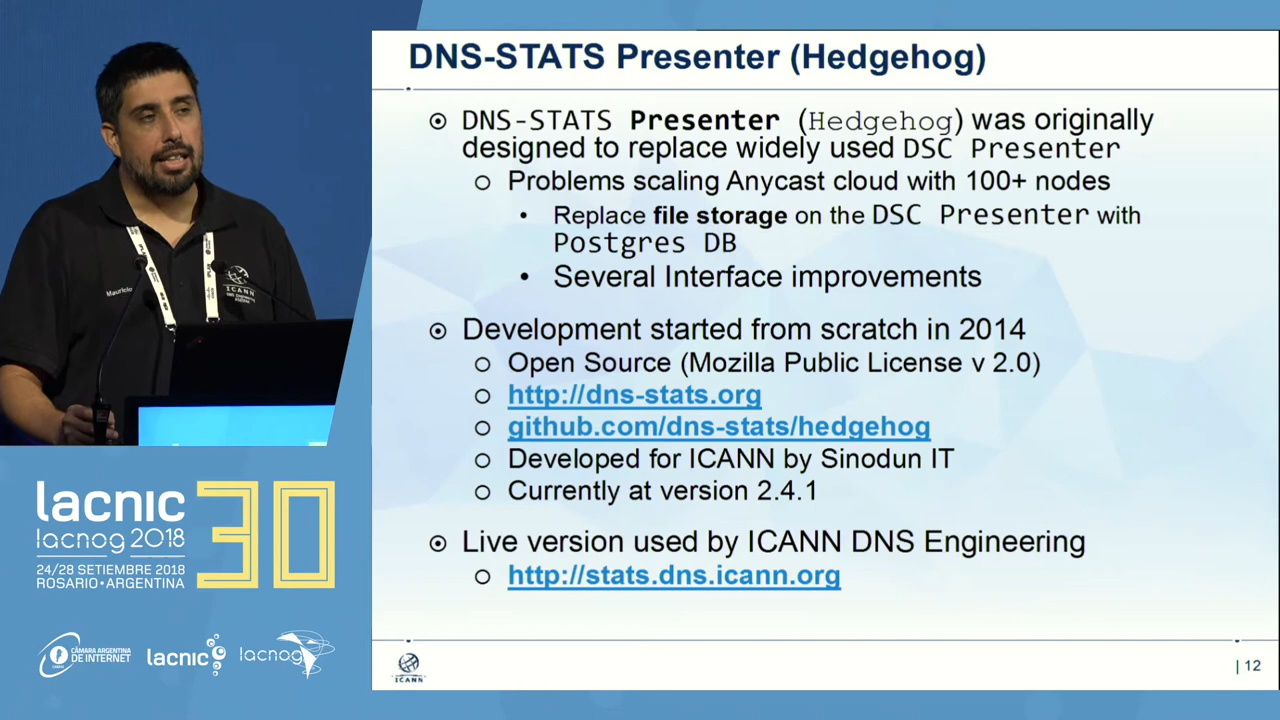 DNS-STATS Presenter (Hedgehog)
DNS-STATS Presenter (Hedgehog) was originally
designed to replace widely used DSC Presenter
Problems scaling Anycast cloud with 100+ nodes
Replace file storage on the DSC Presenter with
Postgres DB
Several Interface improvements
Development started from scratch in 2014
Open Source (Mozilla Public License v 2.0)
http://dns-stats.org
github.com/dns-stats/hedgehog
Developed for ICANN by Sinodun IT
Currently at version 2.4.1
Live version used by ICANN DNS Engineering
http://stats.dns.icann.org
ICANN
| 12
Mauricio
ICANN
DNS Engineering
lacnic 30
lacnog 2018
24/28 SETIEMBRE 2018
ROSARIO • ARGENTINA
CÁMARA ARGENTINA
DE INTERNET
lacnic
lacnog